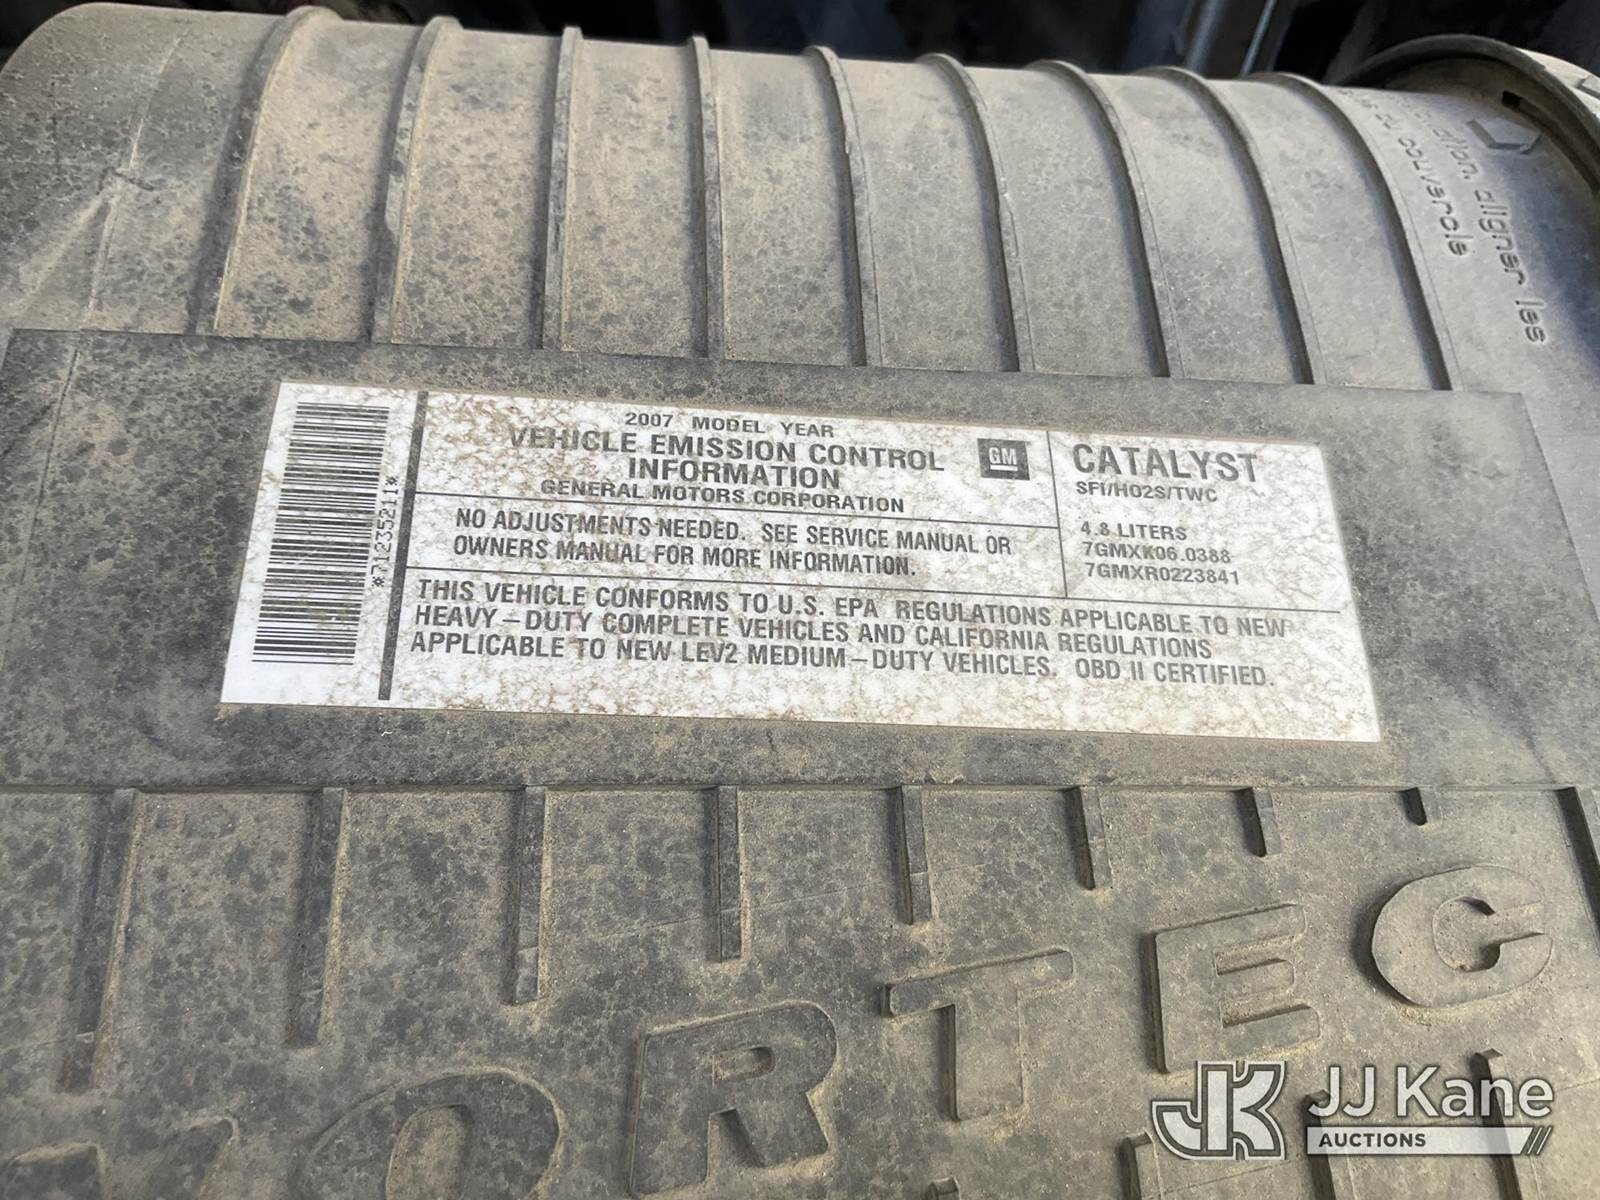 2007 MODEL YEAR
VEHICLE EMISSION CONTROL
INFORMATION
GENERAL MOTORS CORPORATION
GM
NO ADJUSTMENTS NEEDED. SEE SERVICE MANUAL OR
OWNERS MANUAL FOR MORE INFORMATION.
CATALYST
SFI/HO2S/TWC
4.8 LITERS
7GMXK06.0388
7GMXR0223841
THIS VEHICLE CONFORMS TO U.S. EPA REGULATIONS APPLICABLE TO NEW
HEAVY-DUTY COMPLETE VEHICLES AND CALIFORNIA REGULATIONS
APPLICABLE TO NEW LEV2 MEDIUM-DUTY VEHICLES. OBD II CERTIFIED.
*71235211*
aligner les
ORTEC
JK JJ Kane
AUCTIONS